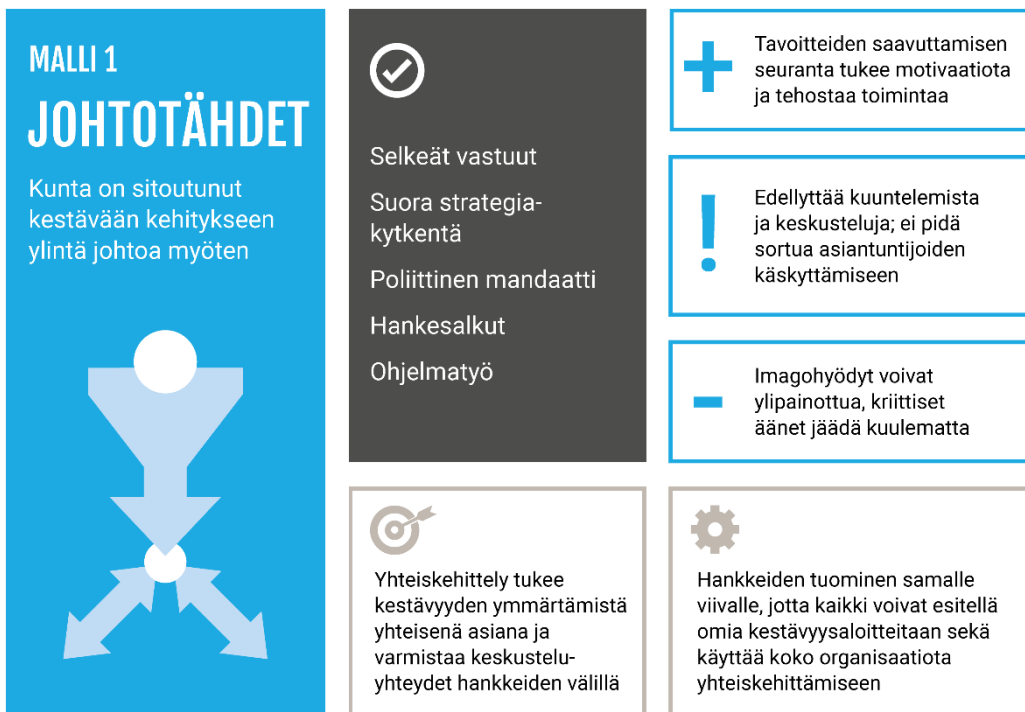 MALLI 1
JOHTOTÄHDET
Kunta on sitoutunut
kestävään kehitykseen
ylintä johtoa myöten
Selkeät vastuut
Suora strategia-
kytkentä
Poliittinen mandaatti
Hankesalkut
Ohjelmatyö
+
Tavoitteiden saavuttamisen
seuranta tukee motivaatiota
ja tehostaa toimintaa
!
Edellyttää kuuntelemista
ja keskusteluja; ei pidä
sortua asiantuntijoiden
käskyttämiseen
-
Imagohyödyt voivat
ylipainottua, kriittiset
äänet jäädä kuulematta
Yhteiskehittely tukee
kestävyyden ymmärtämistä
yhteisenä asiana ja
varmistaa keskustelu-
yhteydet hankkeiden välillä
Hankkeiden tuominen samalle
viivalle, jotta kaikki voivat esitellä
omia kestävyysaloitteitaan sekä
käyttää koko organisaatiota
yhteiskehittämiseen